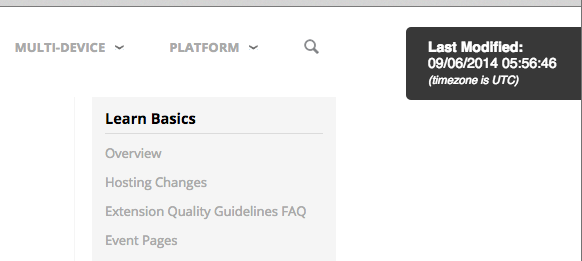 MULTI-DEVICE
PLATFORM
Last Modified:
09/06/2014 05:56:46
(timezone is UTC)
Learn Basics
Overview
Hosting Changes
Extension Quality Guidelines FAQ
Event Pages